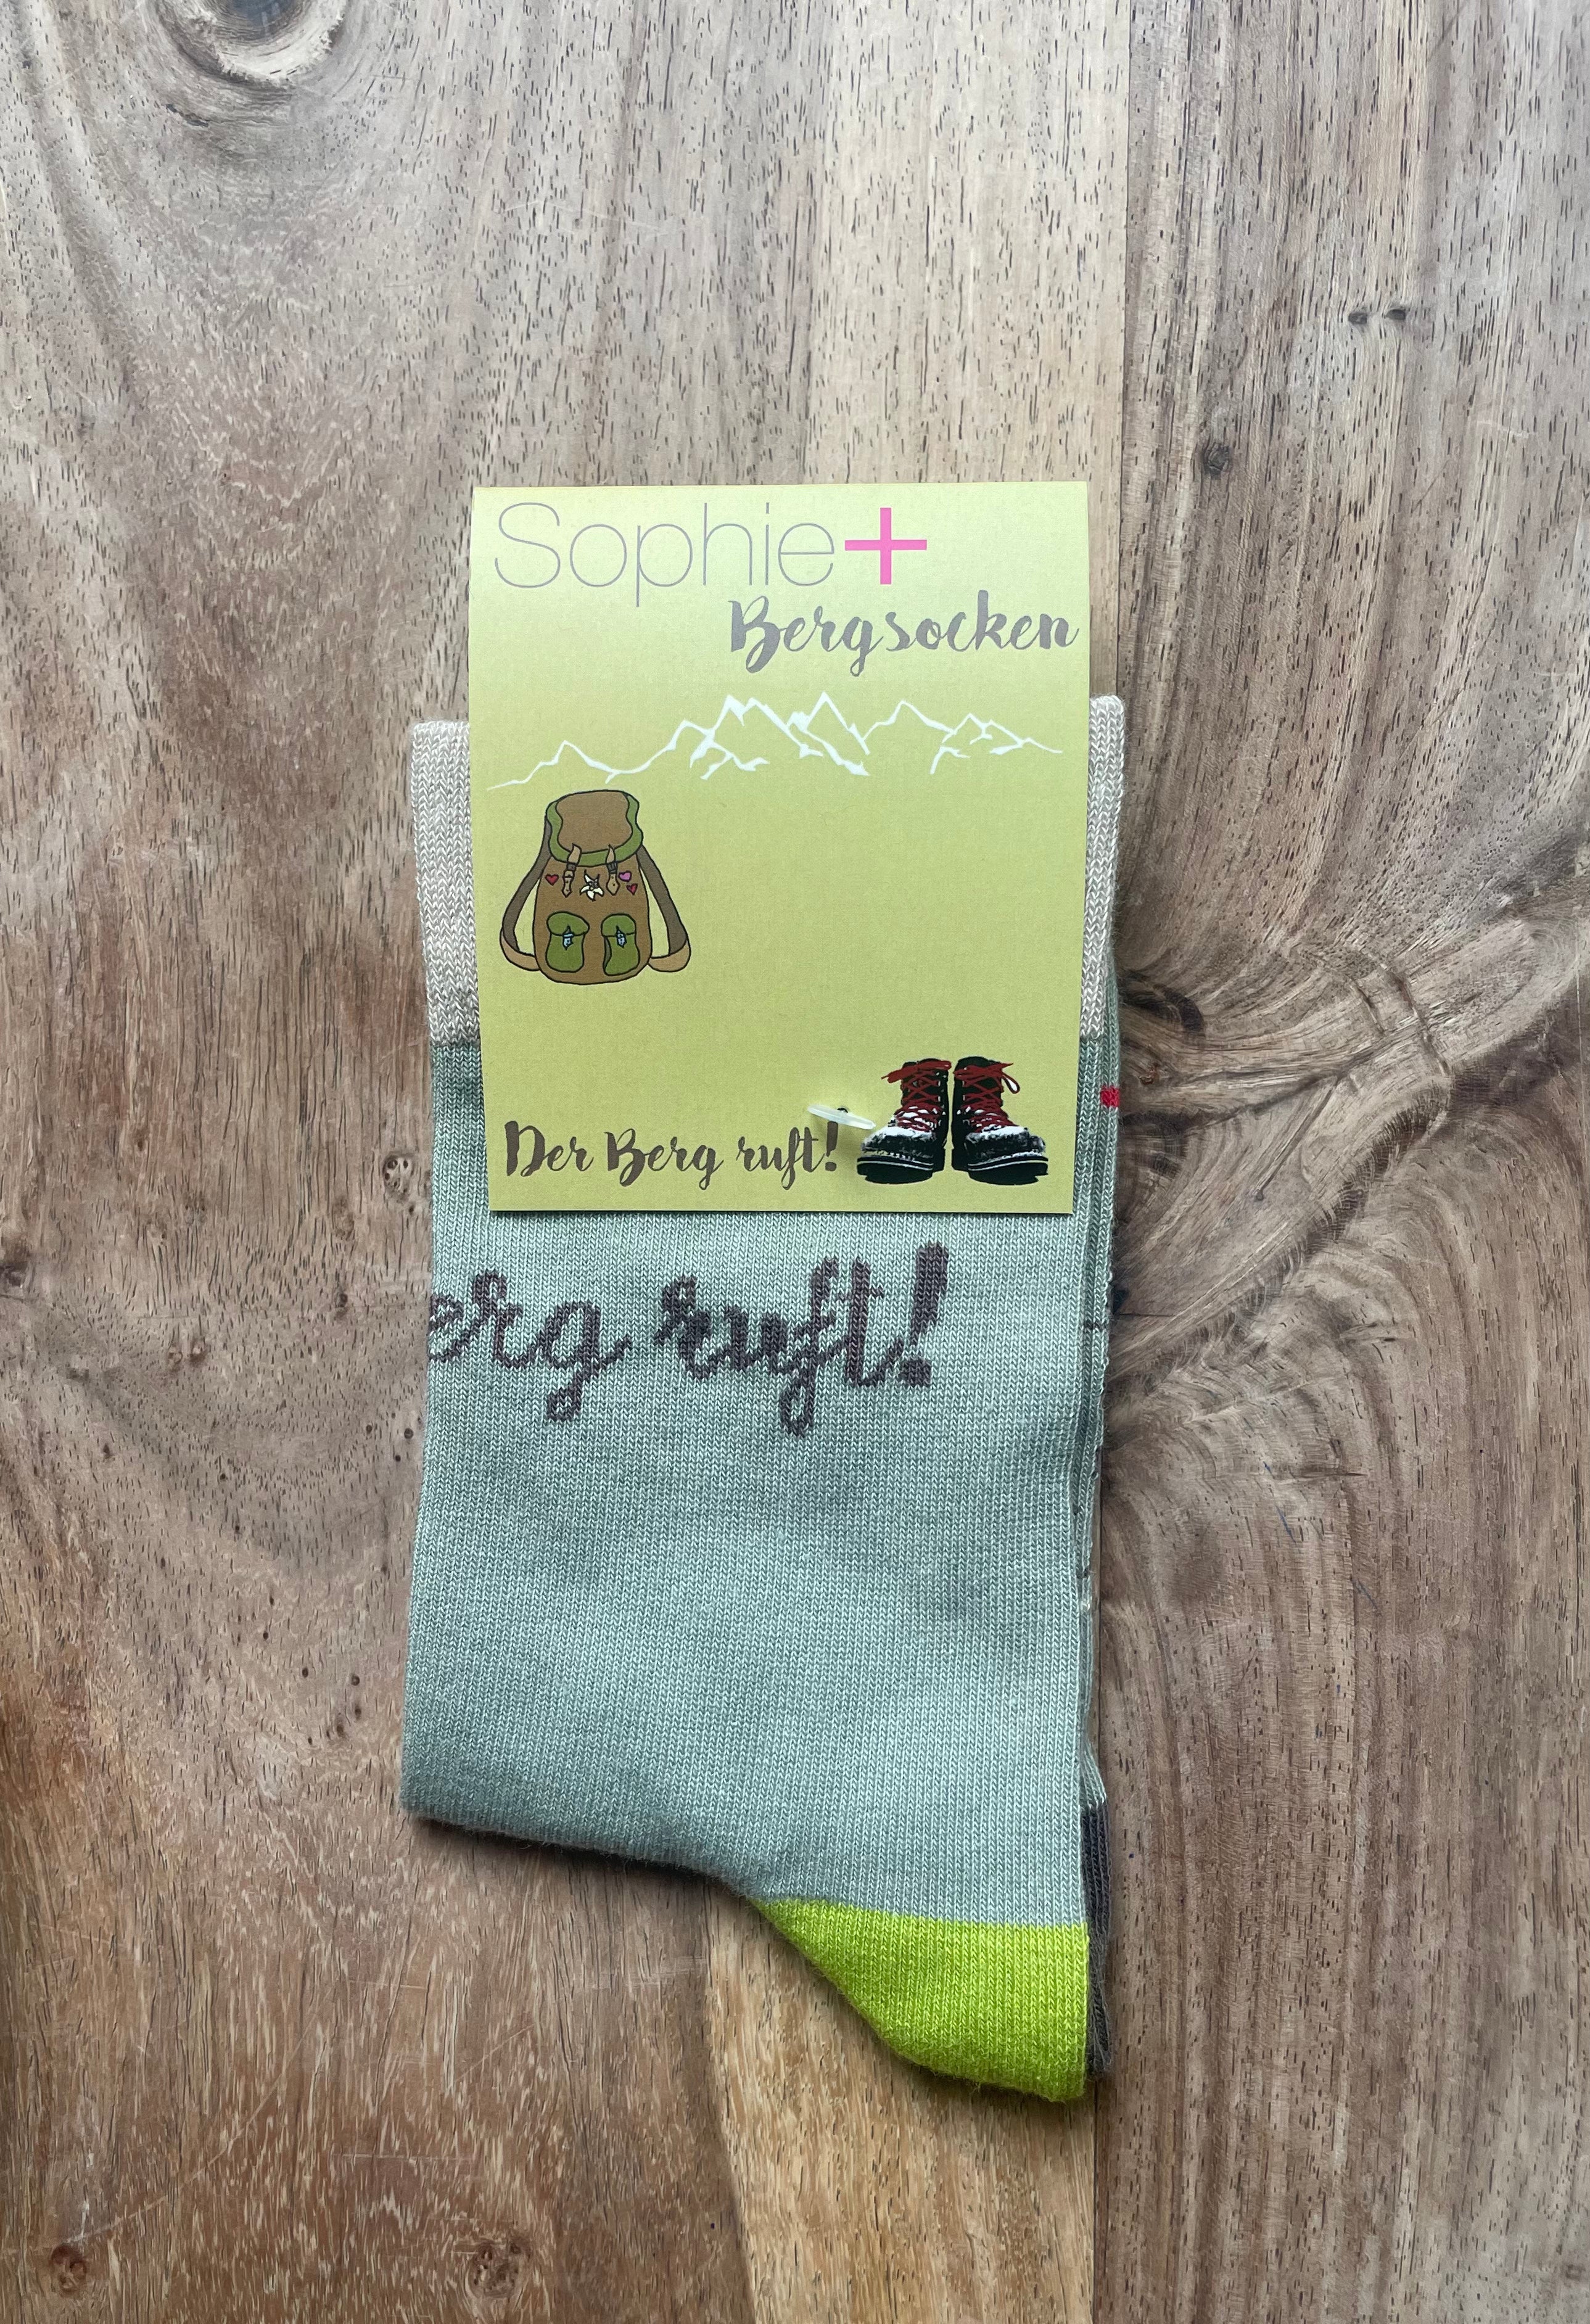 Sophie+
Bergsocken
Der Berg ruft!
erg ruft!